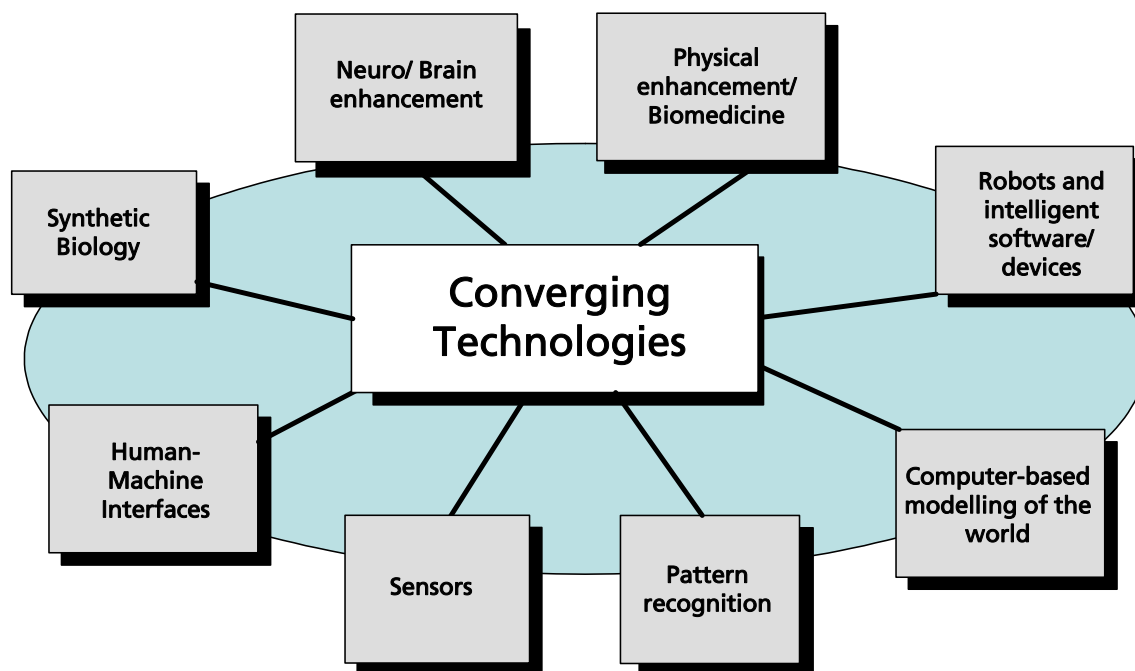 Neuro/ Brain
enhancement
Physical
enhancement/
Biomedicine
Robots and
intelligent
software/
devices
Synthetic
Biology
Converging
Technologies
Human-
Machine
Interfaces
Computer-based
modelling of the
world
Sensors
Pattern
recognition